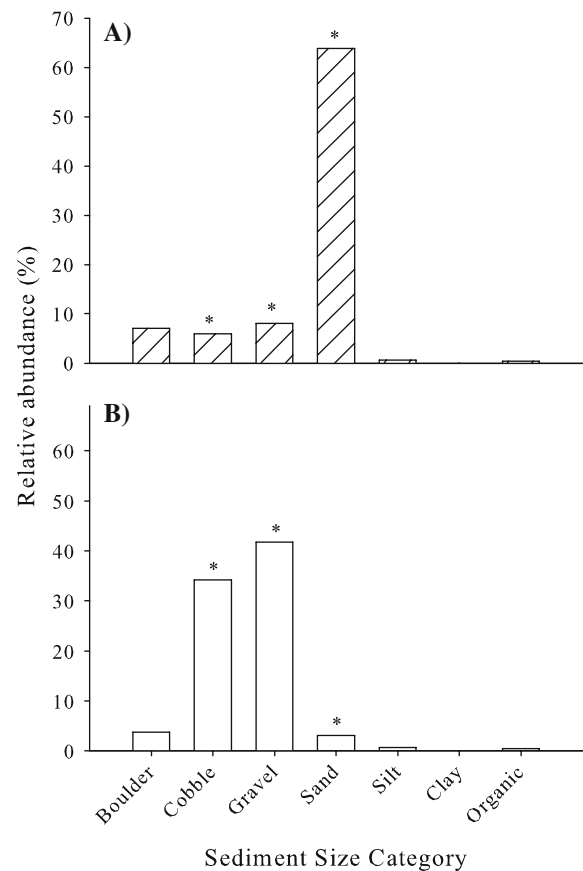 Relative abundance (%)
A)
70
60
50
40
30
20
10
0
*
*
*
*
B)
60
50
40
30
20
10
0
*
*
*
Boulder
Cobble
Gravel
Sand
Silt
Clay
Organic
Sediment Size Category